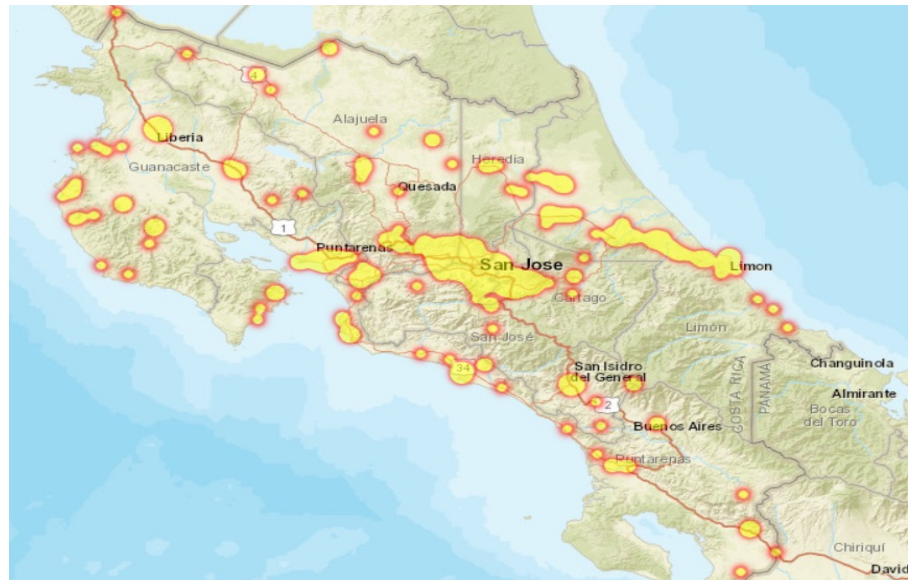 4
Liberia
Alajuela
Guanacaste
Heredia
Quesada
1
Puntarenas
San Jose
Limon
Cartago
San José
Limón
34
San Isidro
del General
COSTA RICA
PANAMÁ
Changuinola
Almirante
2
Bocas
del Toro
Buenos Aires
Puntarenas
Chiriquí
David